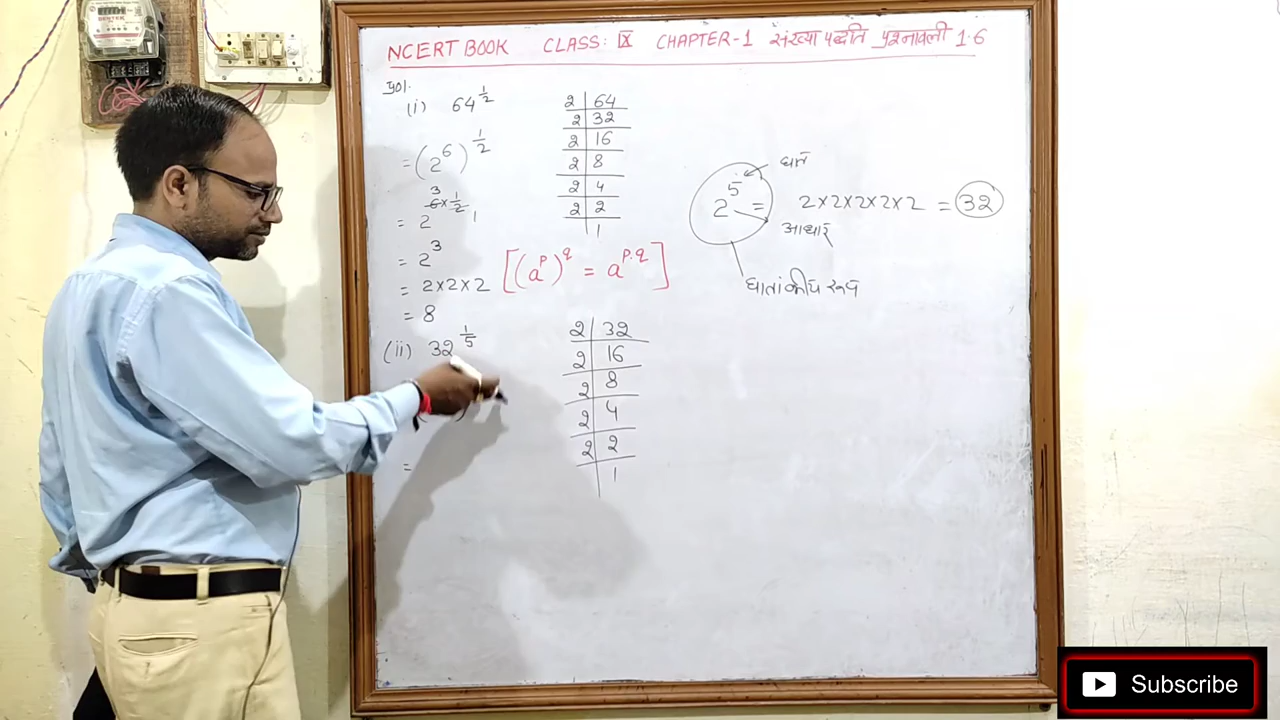 NCERT BOOK CLASS: IX CHAPTER-1 संख्या पद्धति प्रश्नावली 1.6
प्र01.
(i) 64^{1/2}
= (2^6)^{1/2}
= 2^{6×1/2} 3 1
= 2^3
= 2×2×2
= 8
[(a^p)^q = a^{p.q}]
2 | 64
2 | 32
2 | 16
2 | 8
2 | 4
2 | 2
1
घात
2^5 = 2×2×2×2×2 = 32
आधार
घातांकीय रूप
(ii) 32^{1/5}
=
2 | 32
2 | 16
2 | 8
2 | 4
2 | 2
1
Subscribe